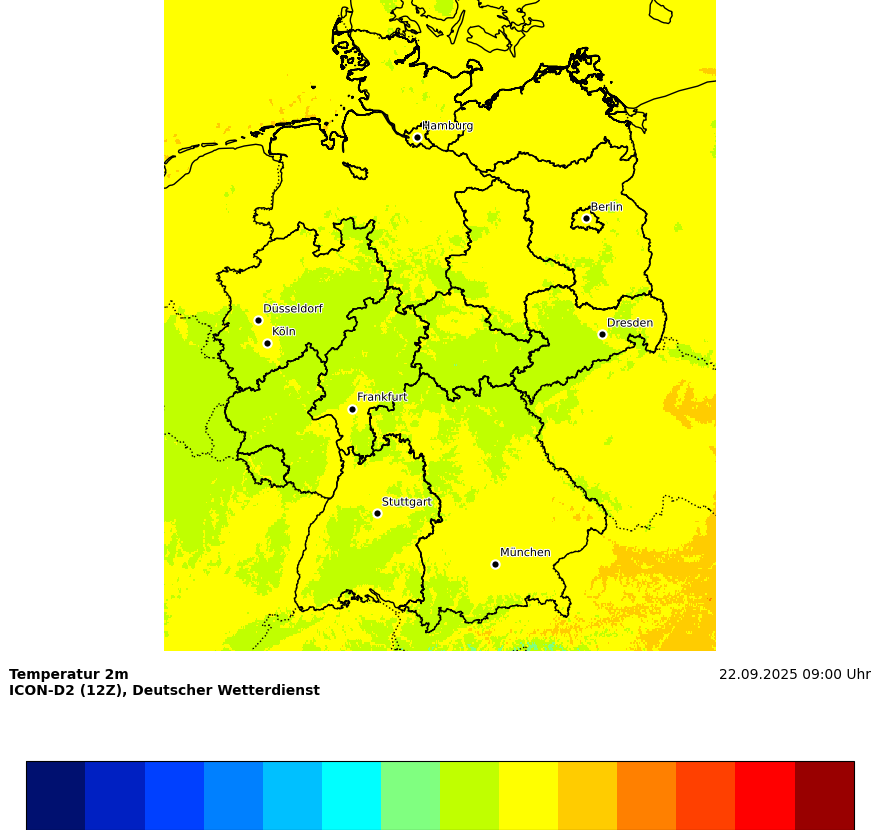 Hamburg
Berlin
Düsseldorf
Köln
Dresden
Frankfurt
Stuttgart
München
Temperatur 2m
22.09.2025 09:00 Uhr
ICON-D2 (12Z), Deutscher Wetterdienst